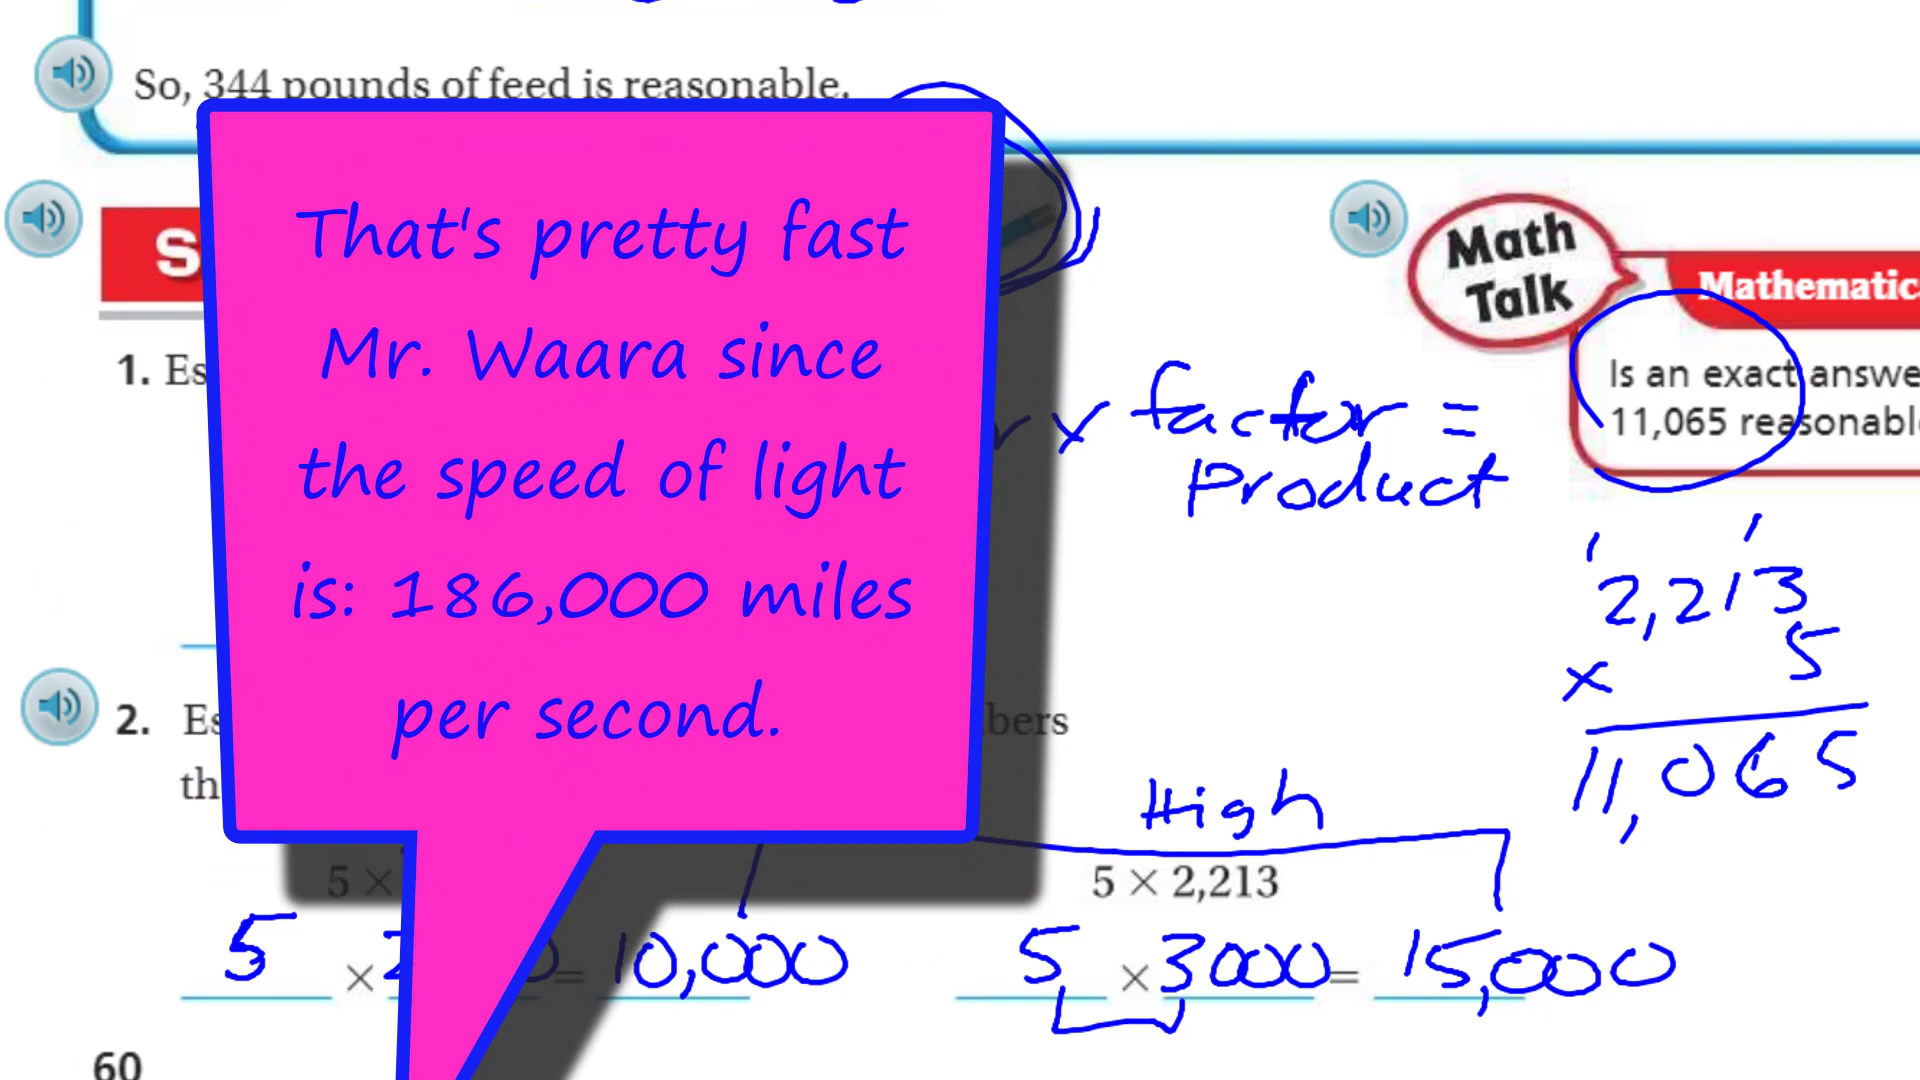 So, 344 pounds of feed is reasonable.
That's pretty fast
Mr. Waara since
the speed of light
is: 186,000 miles
per second.
Math
Talk
Mathematic
Is an exact answe
11,065 reasonabl
S
1. Es
x factor =
Product
2,213
x 5
11,065
2. Es
bers
th
High
5 ×
5 × 2,213
5 × = 10,000
5 × 3000 = 15,000
60